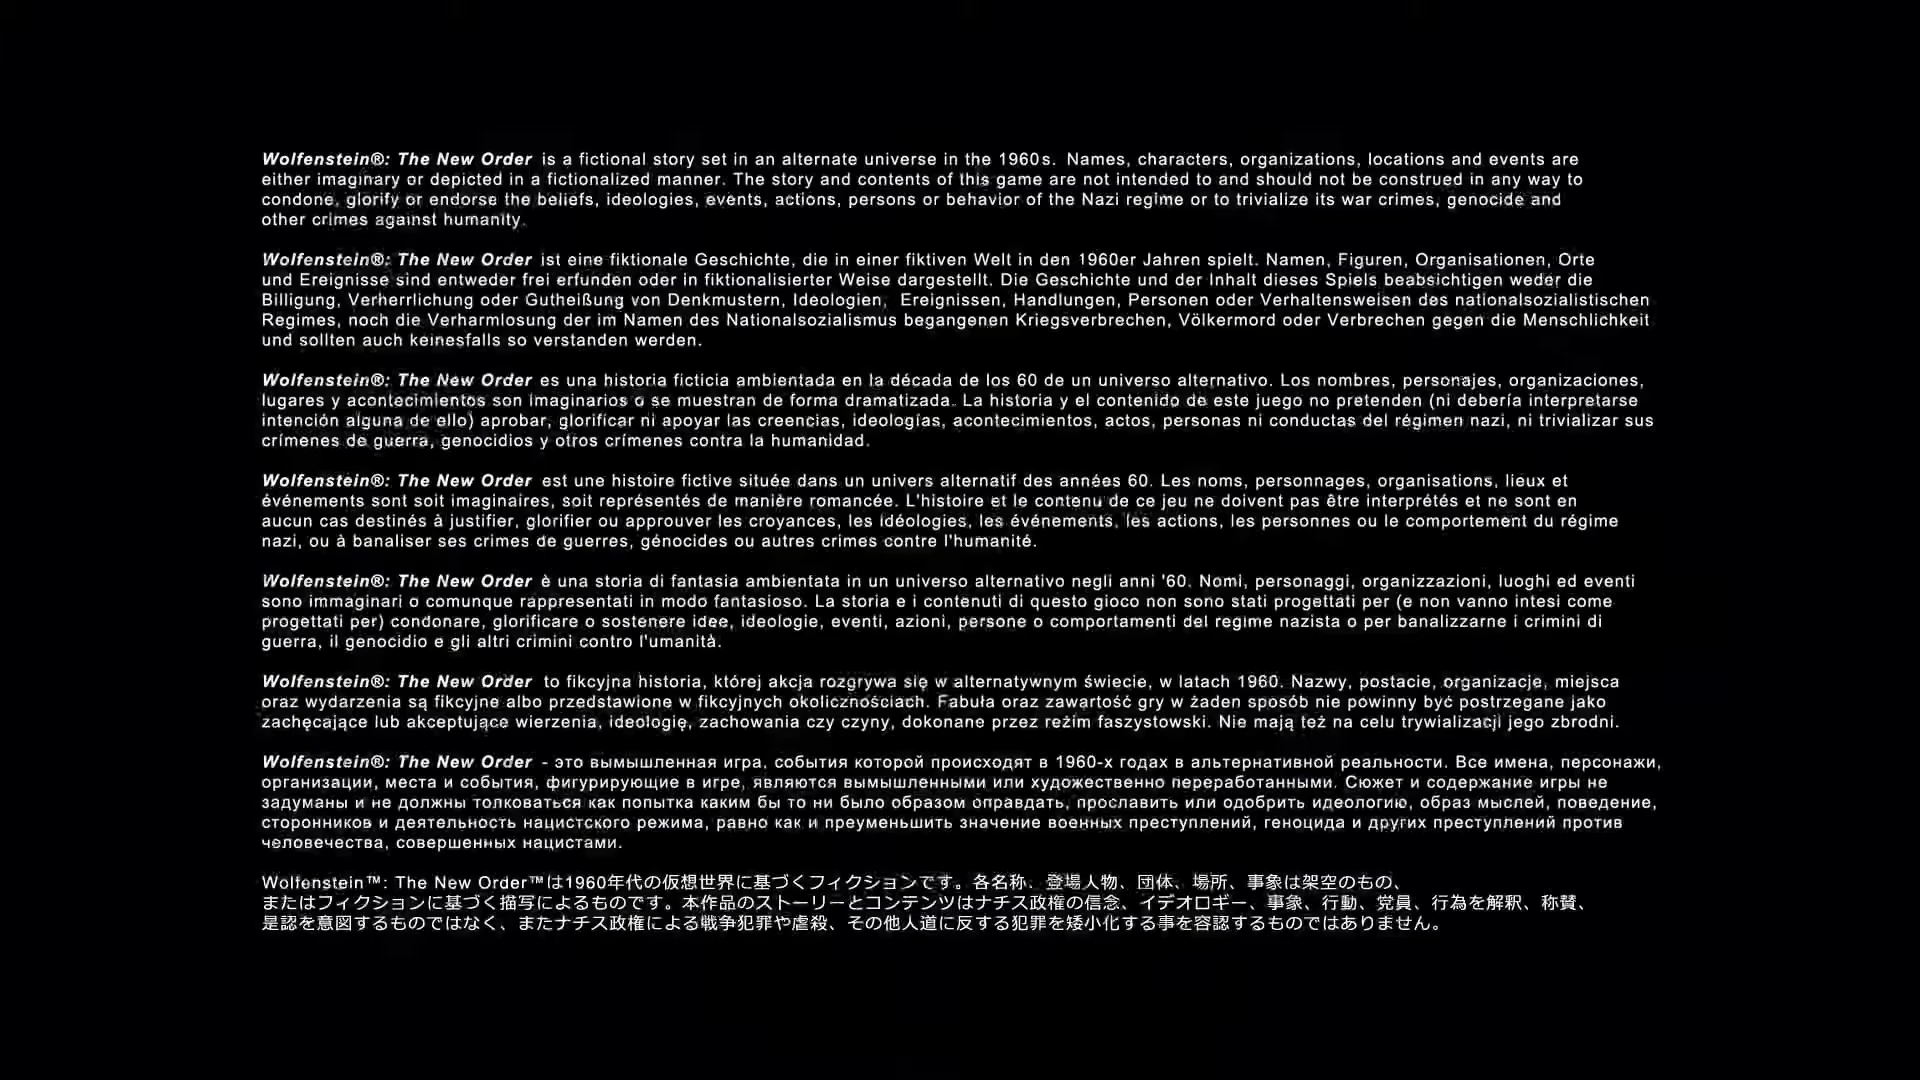 Wolfenstein®: The New Order is a fictional story set in an alternate universe in the 1960s. Names, characters, organizations, locations and events are
either imaginary or depicted in a fictionalized manner. The story and contents of this game are not intended to and should not be construed in any way to
condone, glorify or endorse the beliefs, ideologies, events, actions, persons or behavior of the Nazi regime or to trivialize its war crimes, genocide and
other crimes against humanity.
Wolfenstein®: The New Order ist eine fiktionale Geschichte, die in einer fiktiven Welt in den 1960er Jahren spielt. Namen, Figuren, Organisationen, Orte
und Ereignisse sind entweder frei erfunden oder in fiktionalisierter Weise dargestellt. Die Geschichte und der Inhalt dieses Spiels beabsichtigen weder die
Billigung, Verherrlichung oder Gutheißung von Denkmustern, Ideologien, Ereignissen, Handlungen, Personen oder Verhaltensweisen des nationalsozialistischen
Regimes, noch die Verharmlosung der im Namen des Nationalsozialismus begangenen Kriegsverbrechen, Völkermord oder Verbrechen gegen die Menschlichkeit
und sollten auch keinesfalls so verstanden werden.
Wolfenstein®: The New Order es una historia ficticia ambientada en la década de los 60 de un universo alternativo. Los nombres, personajes, organizaciones,
lugares y acontecimientos son imaginarios o se muestran de forma dramatizada. La historia y el contenido de este juego no pretenden (ni debería interpretarse
intención alguna de ello) aprobar, glorificar ni apoyar las creencias, ideologías, acontecimientos, actos, personas ni conductas del régimen nazi, ni trivializar sus
crímenes de guerra, genocidios y otros crímenes contra la humanidad.
Wolfenstein®: The New Order est une histoire fictive située dans un univers alternatif des années 60. Les noms, personnages, organisations, lieux et
événements sont soit imaginaires, soit représentés de manière romancée. L'histoire et le contenu de ce jeu ne doivent pas être interprétés et ne sont en
aucun cas destinés à justifier, glorifier ou approuver les croyances, les idéologies, les événements, les actions, les personnes ou le comportement du régime
nazi, ou à banaliser ses crimes de guerres, génocides ou autres crimes contre l'humanité.
Wolfenstein®: The New Order è una storia di fantasia ambientata in un universo alternativo negli anni '60. Nomi, personaggi, organizzazioni, luoghi ed eventi
sono immaginari o comunque rappresentati in modo fantasioso. La storia e i contenuti di questo gioco non sono stati progettati per (e non vanno intesi come
progettati per) condonare, glorificare o sostenere idee, ideologie, eventi, azioni, persone o comportamenti del regime nazista o per banalizzarne i crimini di
guerra, il genocidio e gli altri crimini contro l'umanità.
Wolfenstein®: The New Order to fikcyjna historia, której akcja rozgrywa się w alternatywnym świecie, w latach 1960. Nazwy, postacie, organizacje, miejsca
oraz wydarzenia są fikcyjne albo przedstawione w fikcyjnych okolicznościach. Fabuła oraz zawartość gry w żaden sposób nie powinny być postrzegane jako
zachęcające lub akceptujące wierzenia, ideologię, zachowania czy czyny, dokonane przez reżim faszystowski. Nie mają też na celu trywializacji jego zbrodni.
Wolfenstein®: The New Order - это вымышленная игра, события которой происходят в 1960-х годах в альтернативной реальности. Все имена, персонажи,
организации, места и события, фигурирующие в игре, являются вымышленными или художественно переработанными. Сюжет и содержание игры не
задуманы и не должны толковаться как попытка каким бы то ни было образом оправдать, прославить или одобрить идеологию, образ мыслей, поведение,
сторонников и деятельность нацистского режима, равно как и преуменьшить значение военных преступлений, геноцида и других преступлений против
человечества, совершенных нацистами.
Wolfenstein™: The New Order™は1960年代の仮想世界に基づくフィクションです。各名称、登場人物、団体、場所、事象は架空のもの、
またはフィクションに基づく描写によるものです。本作品のストーリーとコンテンツはナチス政権の信念、イデオロギー、事象、行動、党員、行為を解釈、称賛、
是認を意図するものではなく、またナチス政権による戦争犯罪や虐殺、その他人道に反する犯罪を矮小化する事を容認するものではありません。